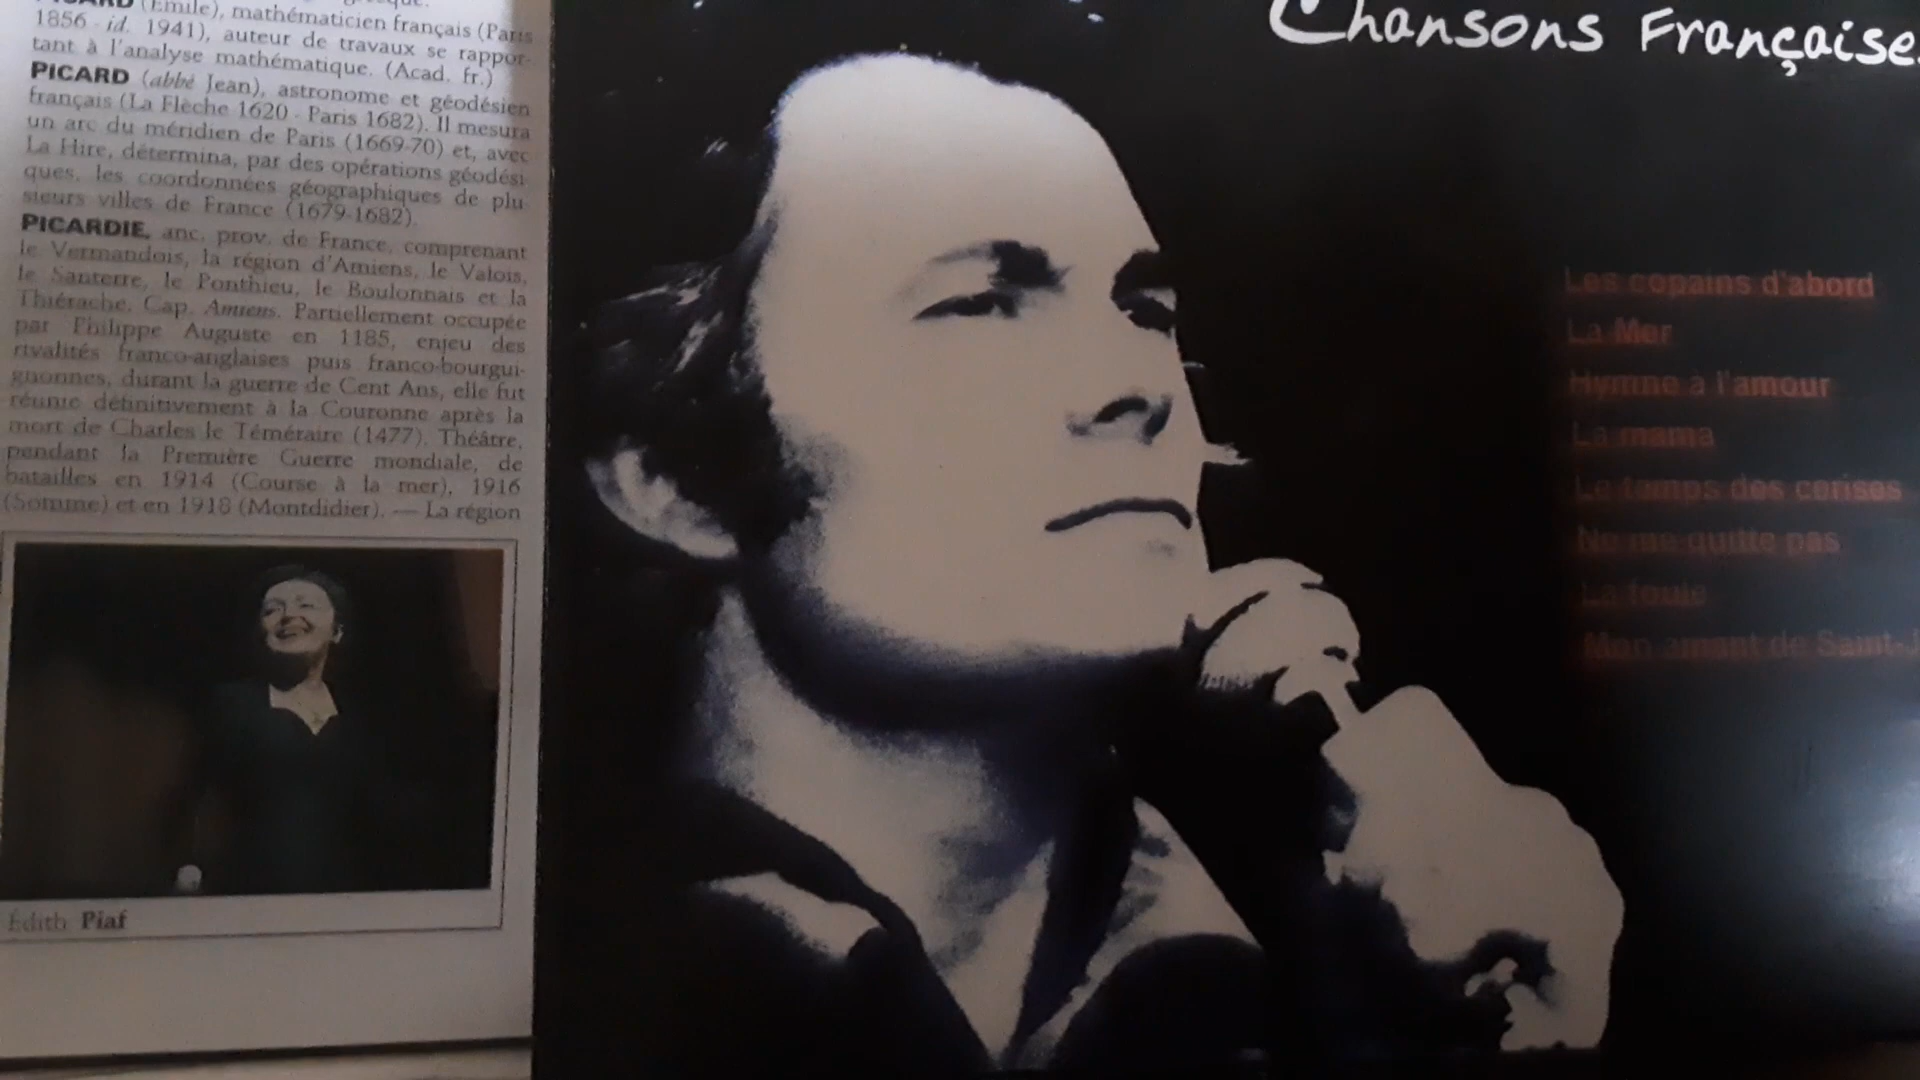 PICARD (Émile), mathématicien français (Paris
1856 - id. 1941), auteur de travaux se rappor-
tant à l'analyse mathématique. (Acad. fr.)
PICARD (abbé Jean), astronome et géodésien
français (La Flèche 1620 - Paris 1682). Il mesura
un arc du méridien de Paris (1669-70) et, avec
La Hire, détermina, par des opérations géodési-
ques, les coordonnées géographiques de plu-
sieurs villes de France (1679-1682).
PICARDIE, anc. prov. de France, comprenant
le Vermandois, la région d'Amiens, le Valois,
le Santerre, le Ponthieu, le Boulonnais et la
Thiérache. Cap. Amiens. Partiellement occupée
par Philippe Auguste en 1185, enjeu des
rivalités franco-anglaises puis franco-bourgui-
gnonnes, durant la guerre de Cent Ans, elle fut
réunie définitivement à la Couronne après la
mort de Charles le Téméraire (1477). Théâtre,
pendant la Première Guerre mondiale, de
batailles en 1914 (Course à la mer), 1916
(Somme) et en 1918 (Montdidier). — La région
Édith Piaf
Chansons Françaises
Les copains d'abord
La Mer
Hymne à l'amour
La mama
Le temps des cerises
Ne me quitte pas
La foule
Mon amant de Saint-J